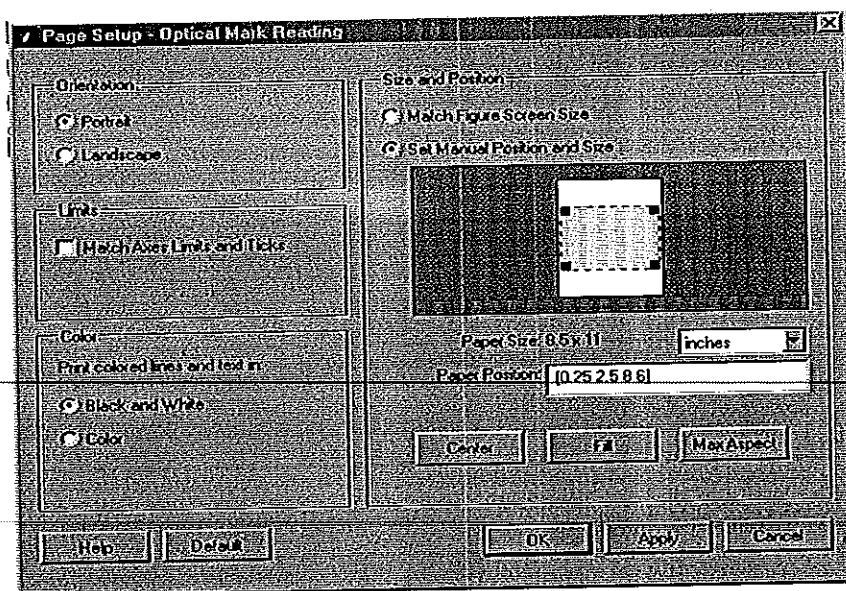 Page Setup - Optical Mark Reading
Orientation
Portrait
Landscape
Limits
Match Axes Limits and Ticks
Color
Print colored lines and text in:
Black and White
Color
Size and Position
Match Figure Screen Size
Set Manual Position and Size
Paper Size: 8.5 x 11
inches
Paper Position: [0.25 2.5 8 6]
Center
Fill
Max Aspect
Help
Default
OK
Apply
Cancel